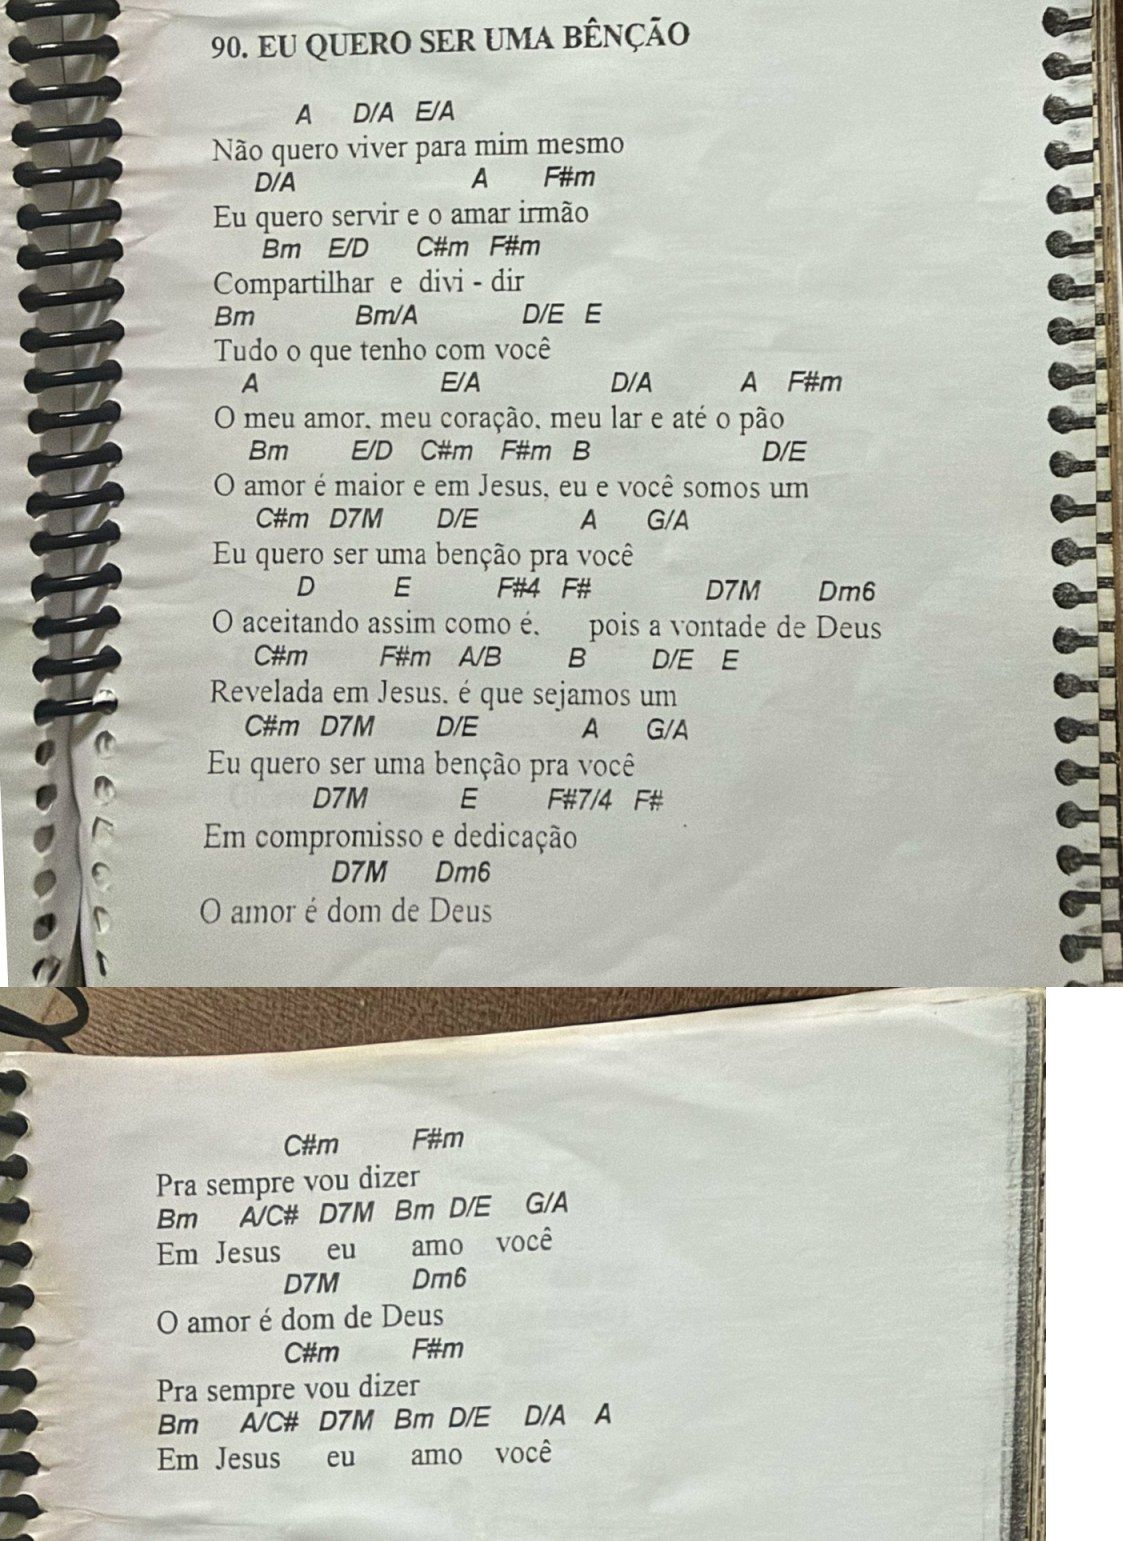 90. EU QUERO SER UMA BÊNÇÃO
A D/A E/A
Não quero viver para mim mesmo
D/A A F#m
Eu quero servir e o amar irmão
Bm E/D C#m F#m
Compartilhar e divi - dir
Bm Bm/A D/E E
Tudo o que tenho com você
A E/A D/A A F#m
O meu amor, meu coração, meu lar e até o pão
Bm E/D C#m F#m B D/E
O amor é maior e em Jesus, eu e você somos um
C#m D7M D/E A G/A
Eu quero ser uma benção pra você
D E F#4 F# D7M Dm6
O aceitando assim como é, pois a vontade de Deus
C#m F#m A/B B D/E E
Revelada em Jesus, é que sejamos um
C#m D7M D/E A G/A
Eu quero ser uma benção pra você
D7M E F#7/4 F#
Em compromisso e dedicação
D7M Dm6
O amor é dom de Deus
C#m F#m
Pra sempre vou dizer
Bm A/C# D7M Bm D/E G/A
Em Jesus eu amo você
D7M Dm6
O amor é dom de Deus
C#m F#m
Pra sempre vou dizer
Bm A/C# D7M Bm D/E D/A A
Em Jesus eu amo você